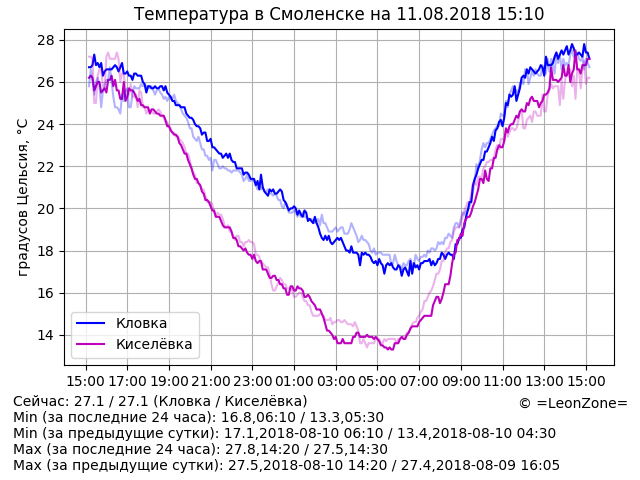 Температура в Смоленске на 11.08.2018 15:10
28
26
24
22
20
18
16
14
градусов Цельсия, °C
Кловка
Киселёвка
15:00 17:00 19:00 21:00 23:00 01:00 03:00 05:00 07:00 09:00 11:00 13:00 15:00
Сейчас: 27.1 / 27.1 (Кловка / Киселёвка)
© =LeonZone=
Min (за последние 24 часа): 16.8,06:10 / 13.3,05:30
Min (за предыдущие сутки): 17.1,2018-08-10 06:10 / 13.4,2018-08-10 04:30
Max (за последние 24 часа): 27.8,14:20 / 27.5,14:30
Max (за предыдущие сутки): 27.5,2018-08-10 14:20 / 27.4,2018-08-09 16:05